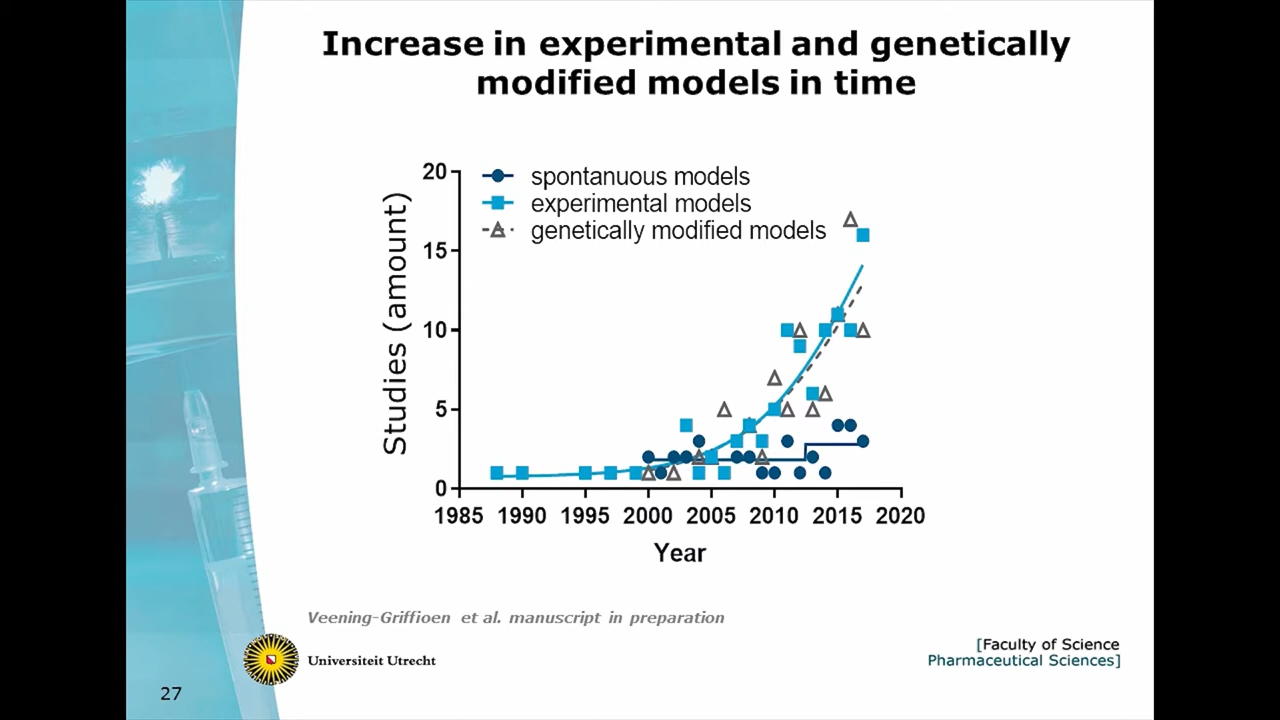 Increase in experimental and genetically
modified models in time
20
15
10
5
0
Studies (amount)
spontanuous models
experimental models
genetically modified models
1985 1990 1995 2000 2005 2010 2015 2020
Year
Veening-Griffioen et al. manuscript in preparation
Universiteit Utrecht
[Faculty of Science
Pharmaceutical Sciences]
27